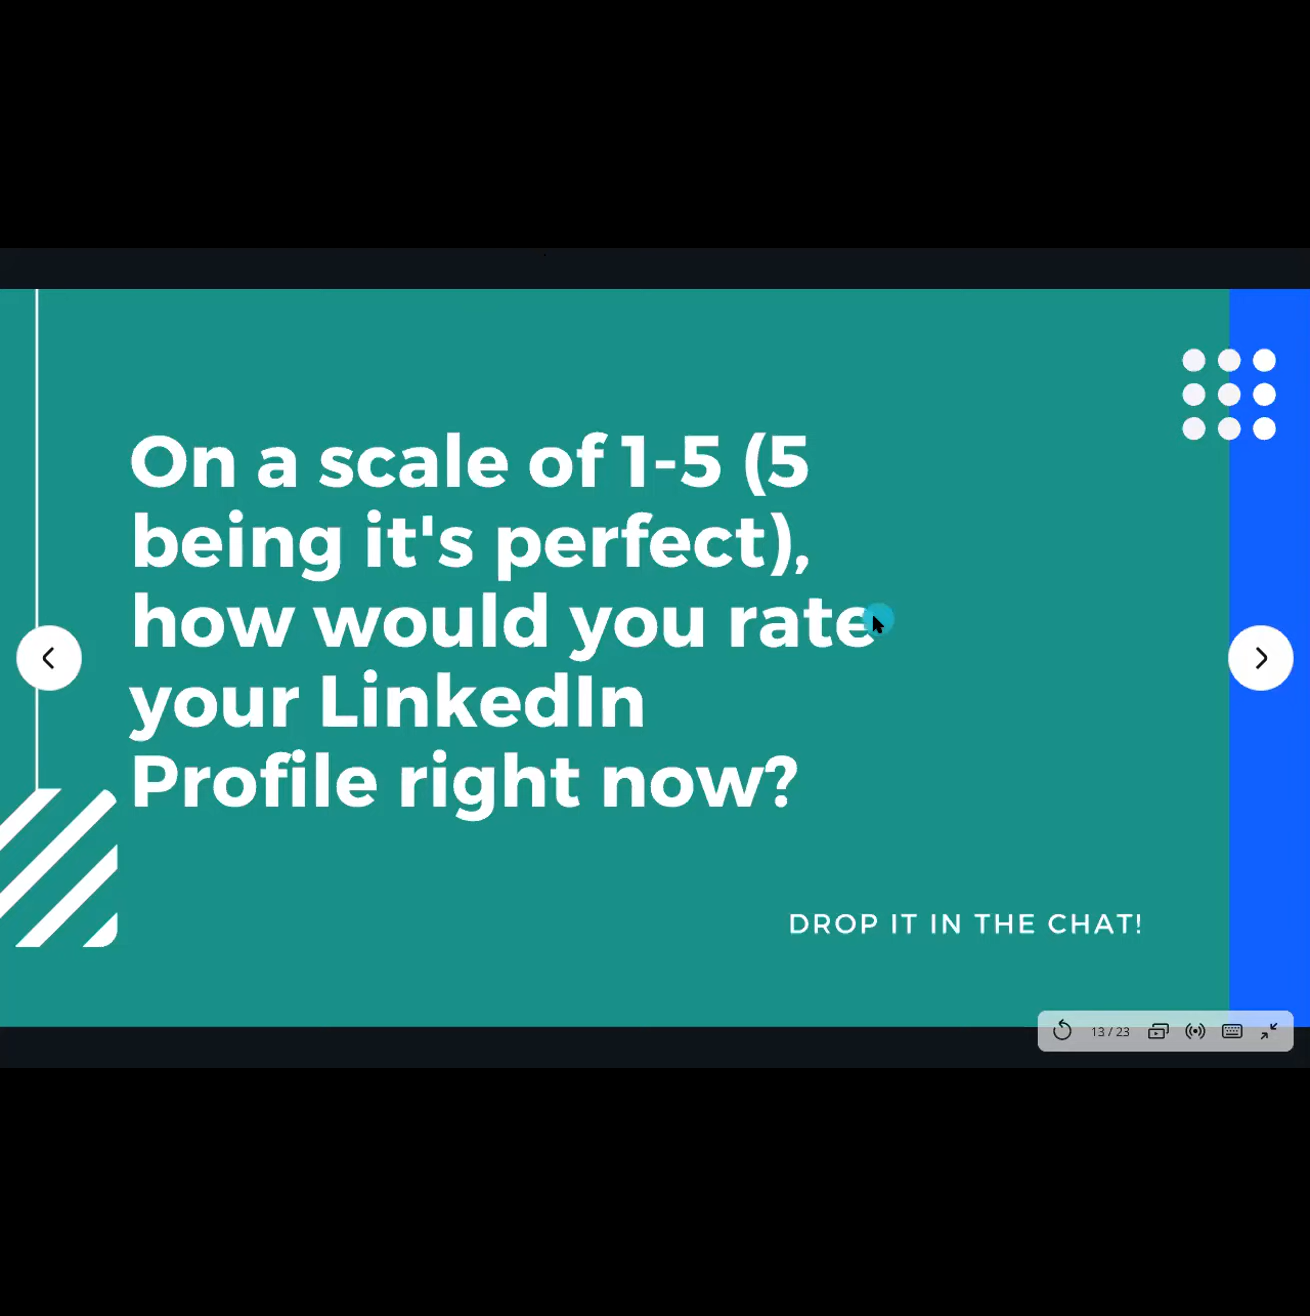 On a scale of 1-5 (5
being it's perfect),
how would you rate
your LinkedIn
Profile right now?
DROP IT IN THE CHAT!
13 / 23